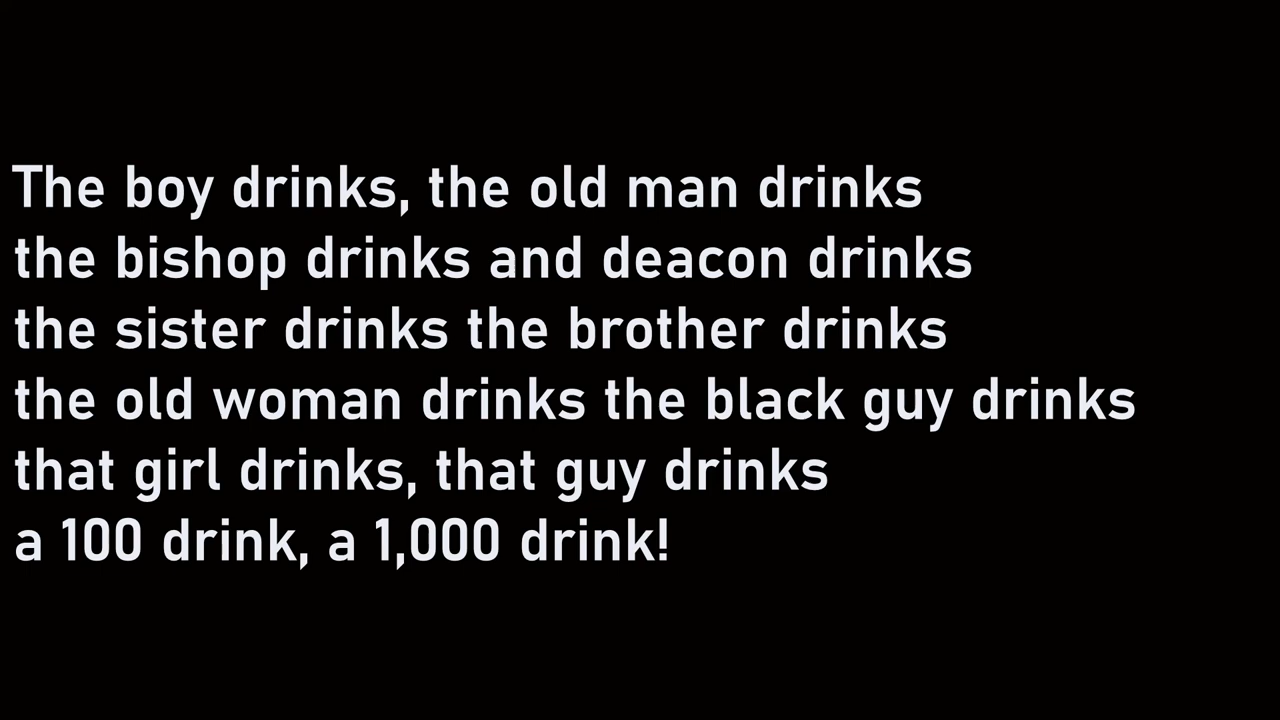 The boy drinks, the old man drinks
the bishop drinks and deacon drinks
the sister drinks the brother drinks
the old woman drinks the black guy drinks
that girl drinks, that guy drinks
a 100 drink, a 1,000 drink!